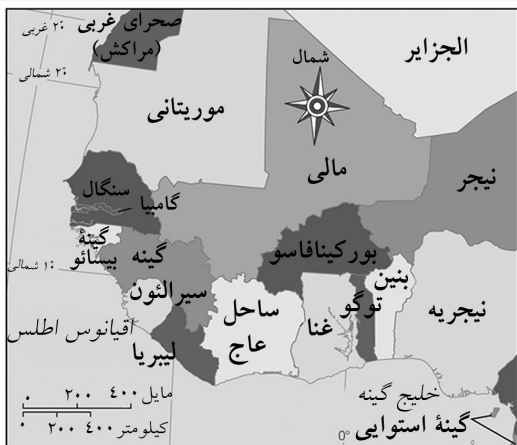 صحرای غربی
(مراکش)
۲۰ غربی
۲۰ شمالی
الجزایر
شمال
موریتانی
مالی
نیجر
سنگال
گامبیا
گینهٔ
بیسائو
گینه
بورکینافاسو
بنین
۱۰ شمالی
سیرالئون
ساحل
عاج
غنا
توگو
نیجریه
اقیانوس اطلس
لیبریا
خلیج گینه
گینهٔ استوایی
۰ ۲۰۰ ۴۰۰ مایل
۰ ۲۰۰ ۴۰۰ کیلومتر
0°